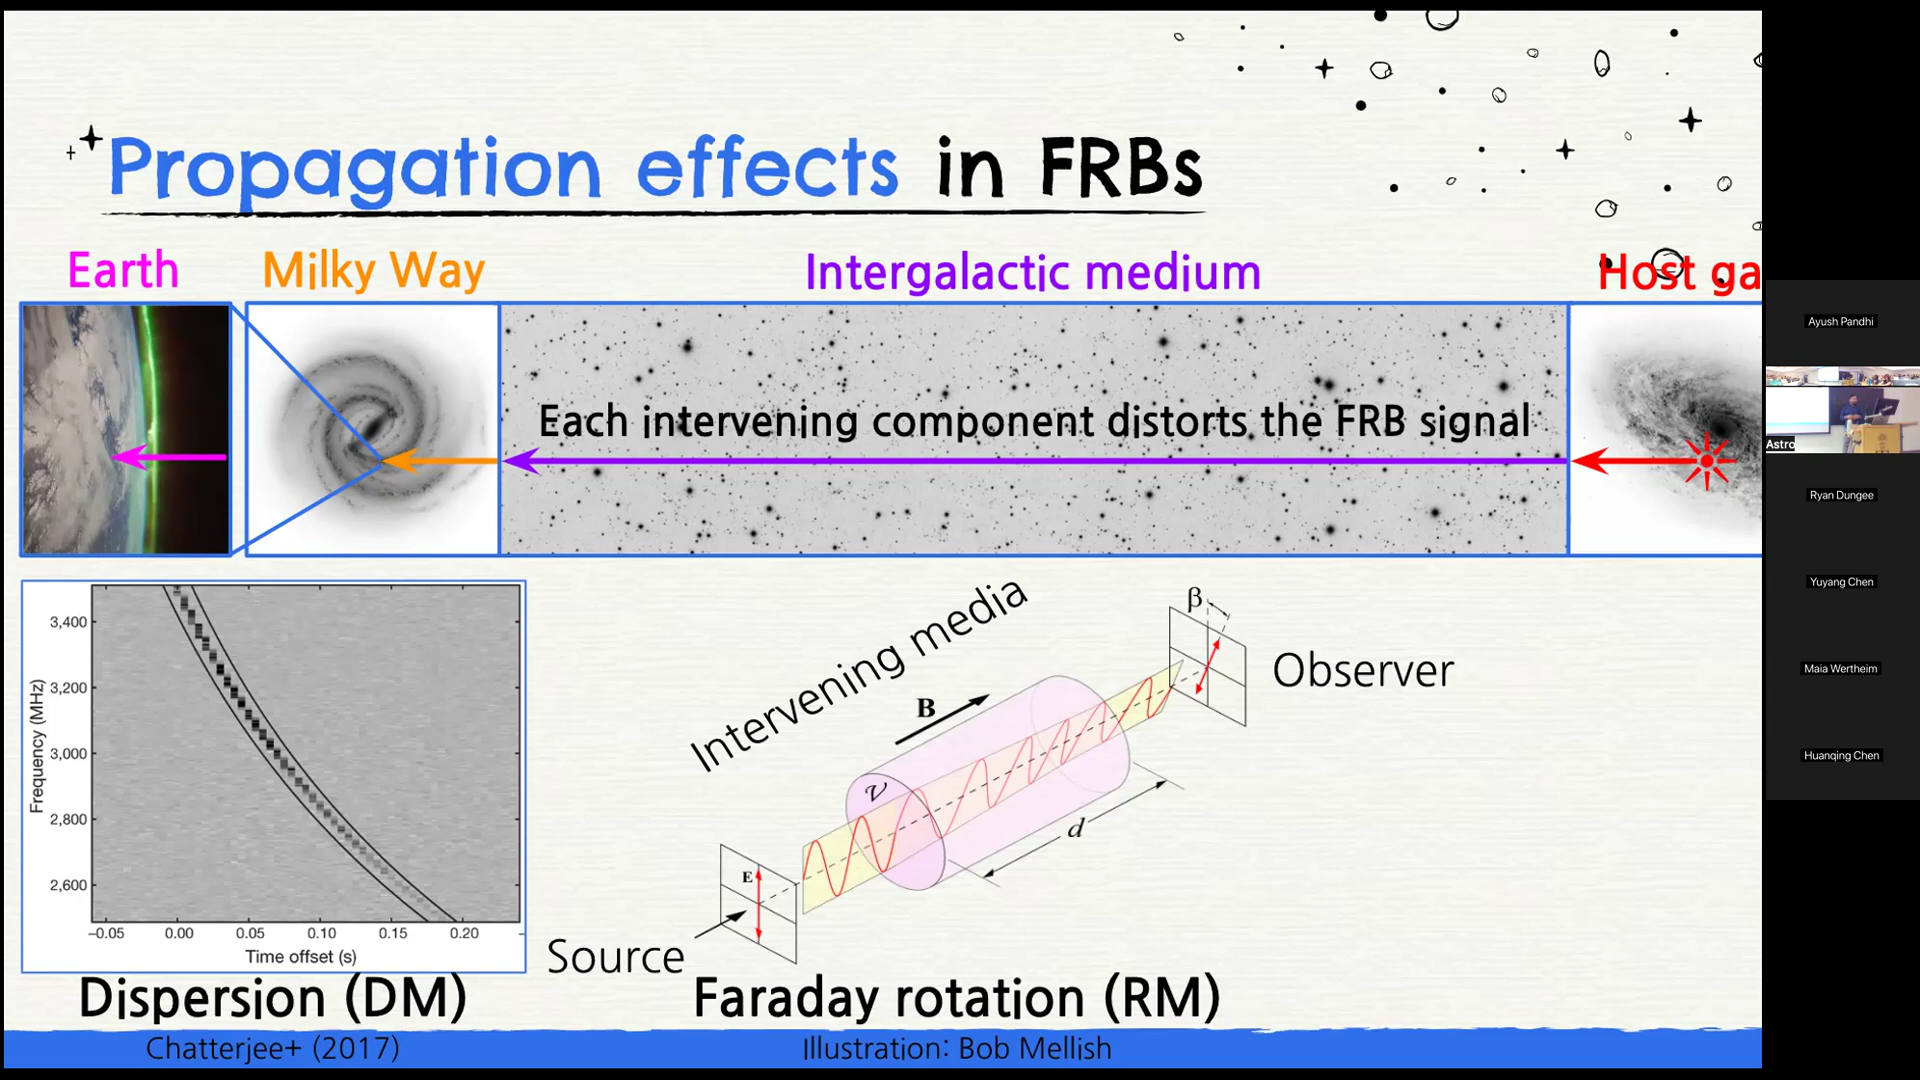 Propagation effects in FRBs
Earth
Milky Way
Intergalactic medium
Host ga
Each intervening component distorts the FRB signal
Frequency (MHz)
3,400
3,200
3,000
2,800
2,600
−0.05 0.00 0.05 0.10 0.15 0.20
Time offset (s)
Dispersion (DM)
Chatterjee+ (2017)
Intervening media
B
β
Observer
d
E
Source
Faraday rotation (RM)
Illustration: Bob Mellish
Ayush Pandhi
Astro
Ryan Dungee
Yuyang Chen
Maia Wertheim
Huanqing Chen